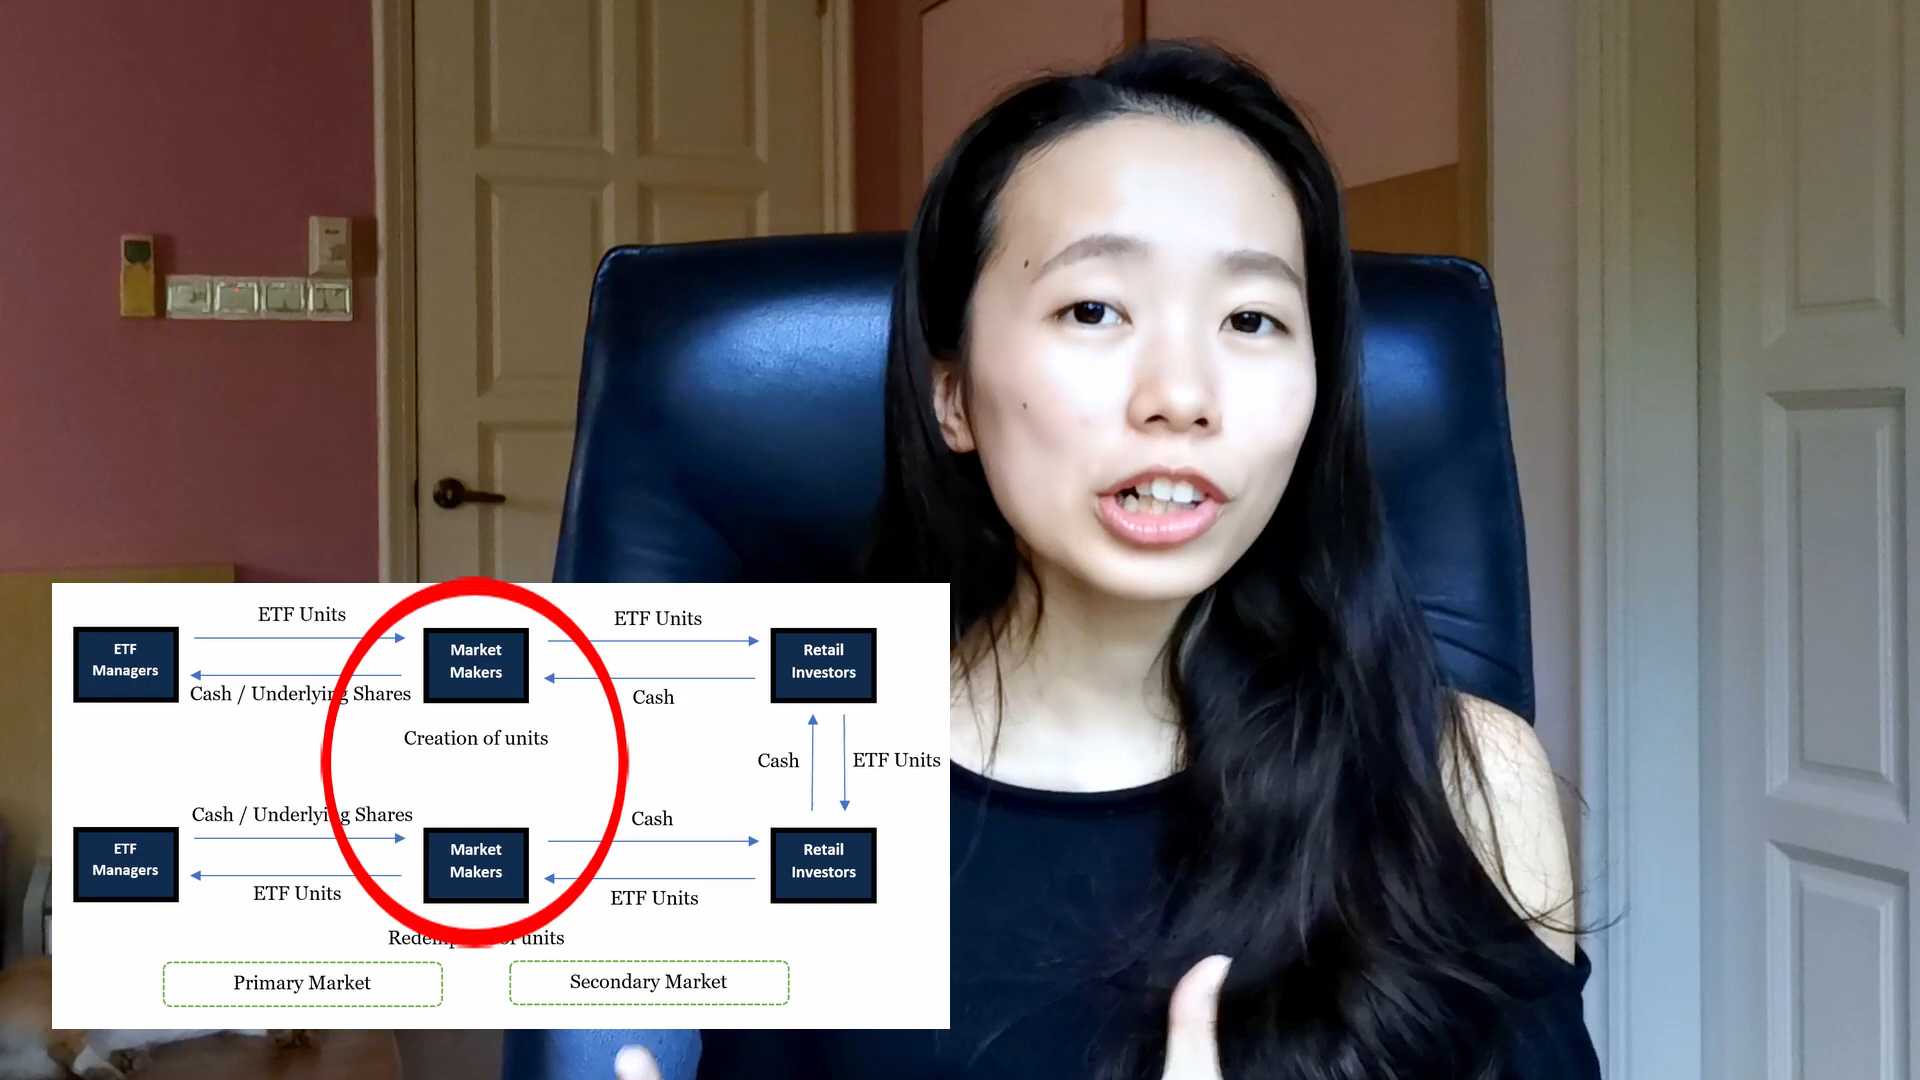 ETF Units
ETF Units
ETF
Managers
Market
Makers
Retail
Investors
Cash / Underlying Shares
Cash
Creation of units
Cash
ETF Units
Cash / Underlying Shares
Cash
ETF
Managers
Market
Makers
Retail
Investors
ETF Units
ETF Units
Redemption of units
Primary Market
Secondary Market